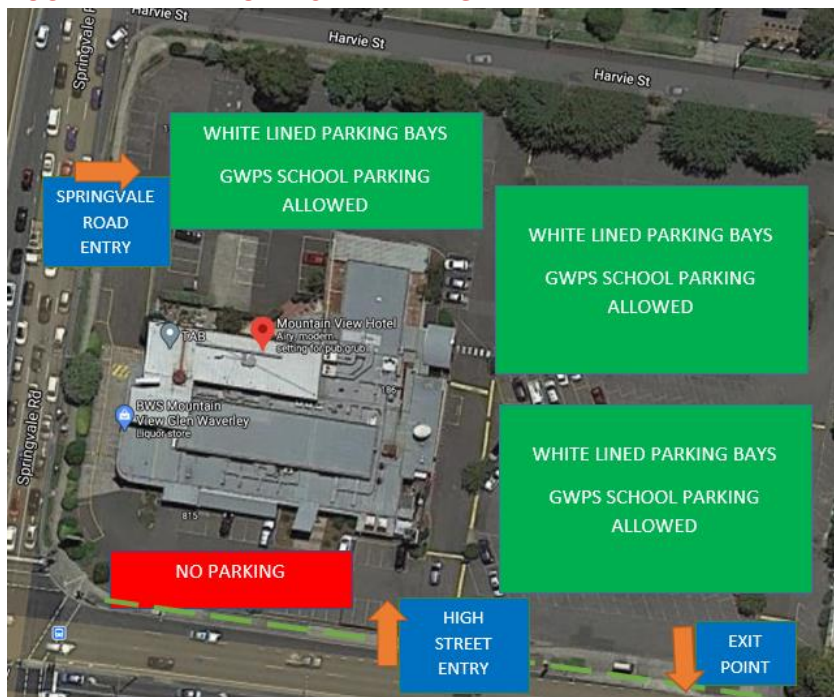 Harvie St
Harvie St
Springvale R
WHITE LINED PARKING BAYS
GWPS SCHOOL PARKING
ALLOWED
SPRINGVALE
ROAD
ENTRY
WHITE LINED PARKING BAYS
GWPS SCHOOL PARKING
ALLOWED
TAB
Mountain View Hotel
Airy, modern
setting for pub grub
186
BWS Mountain
View Glen Waverley
Liquor store
Springvale Rd
WHITE LINED PARKING BAYS
GWPS SCHOOL PARKING
ALLOWED
815
NO PARKING
HIGH
STREET
ENTRY
EXIT
POINT